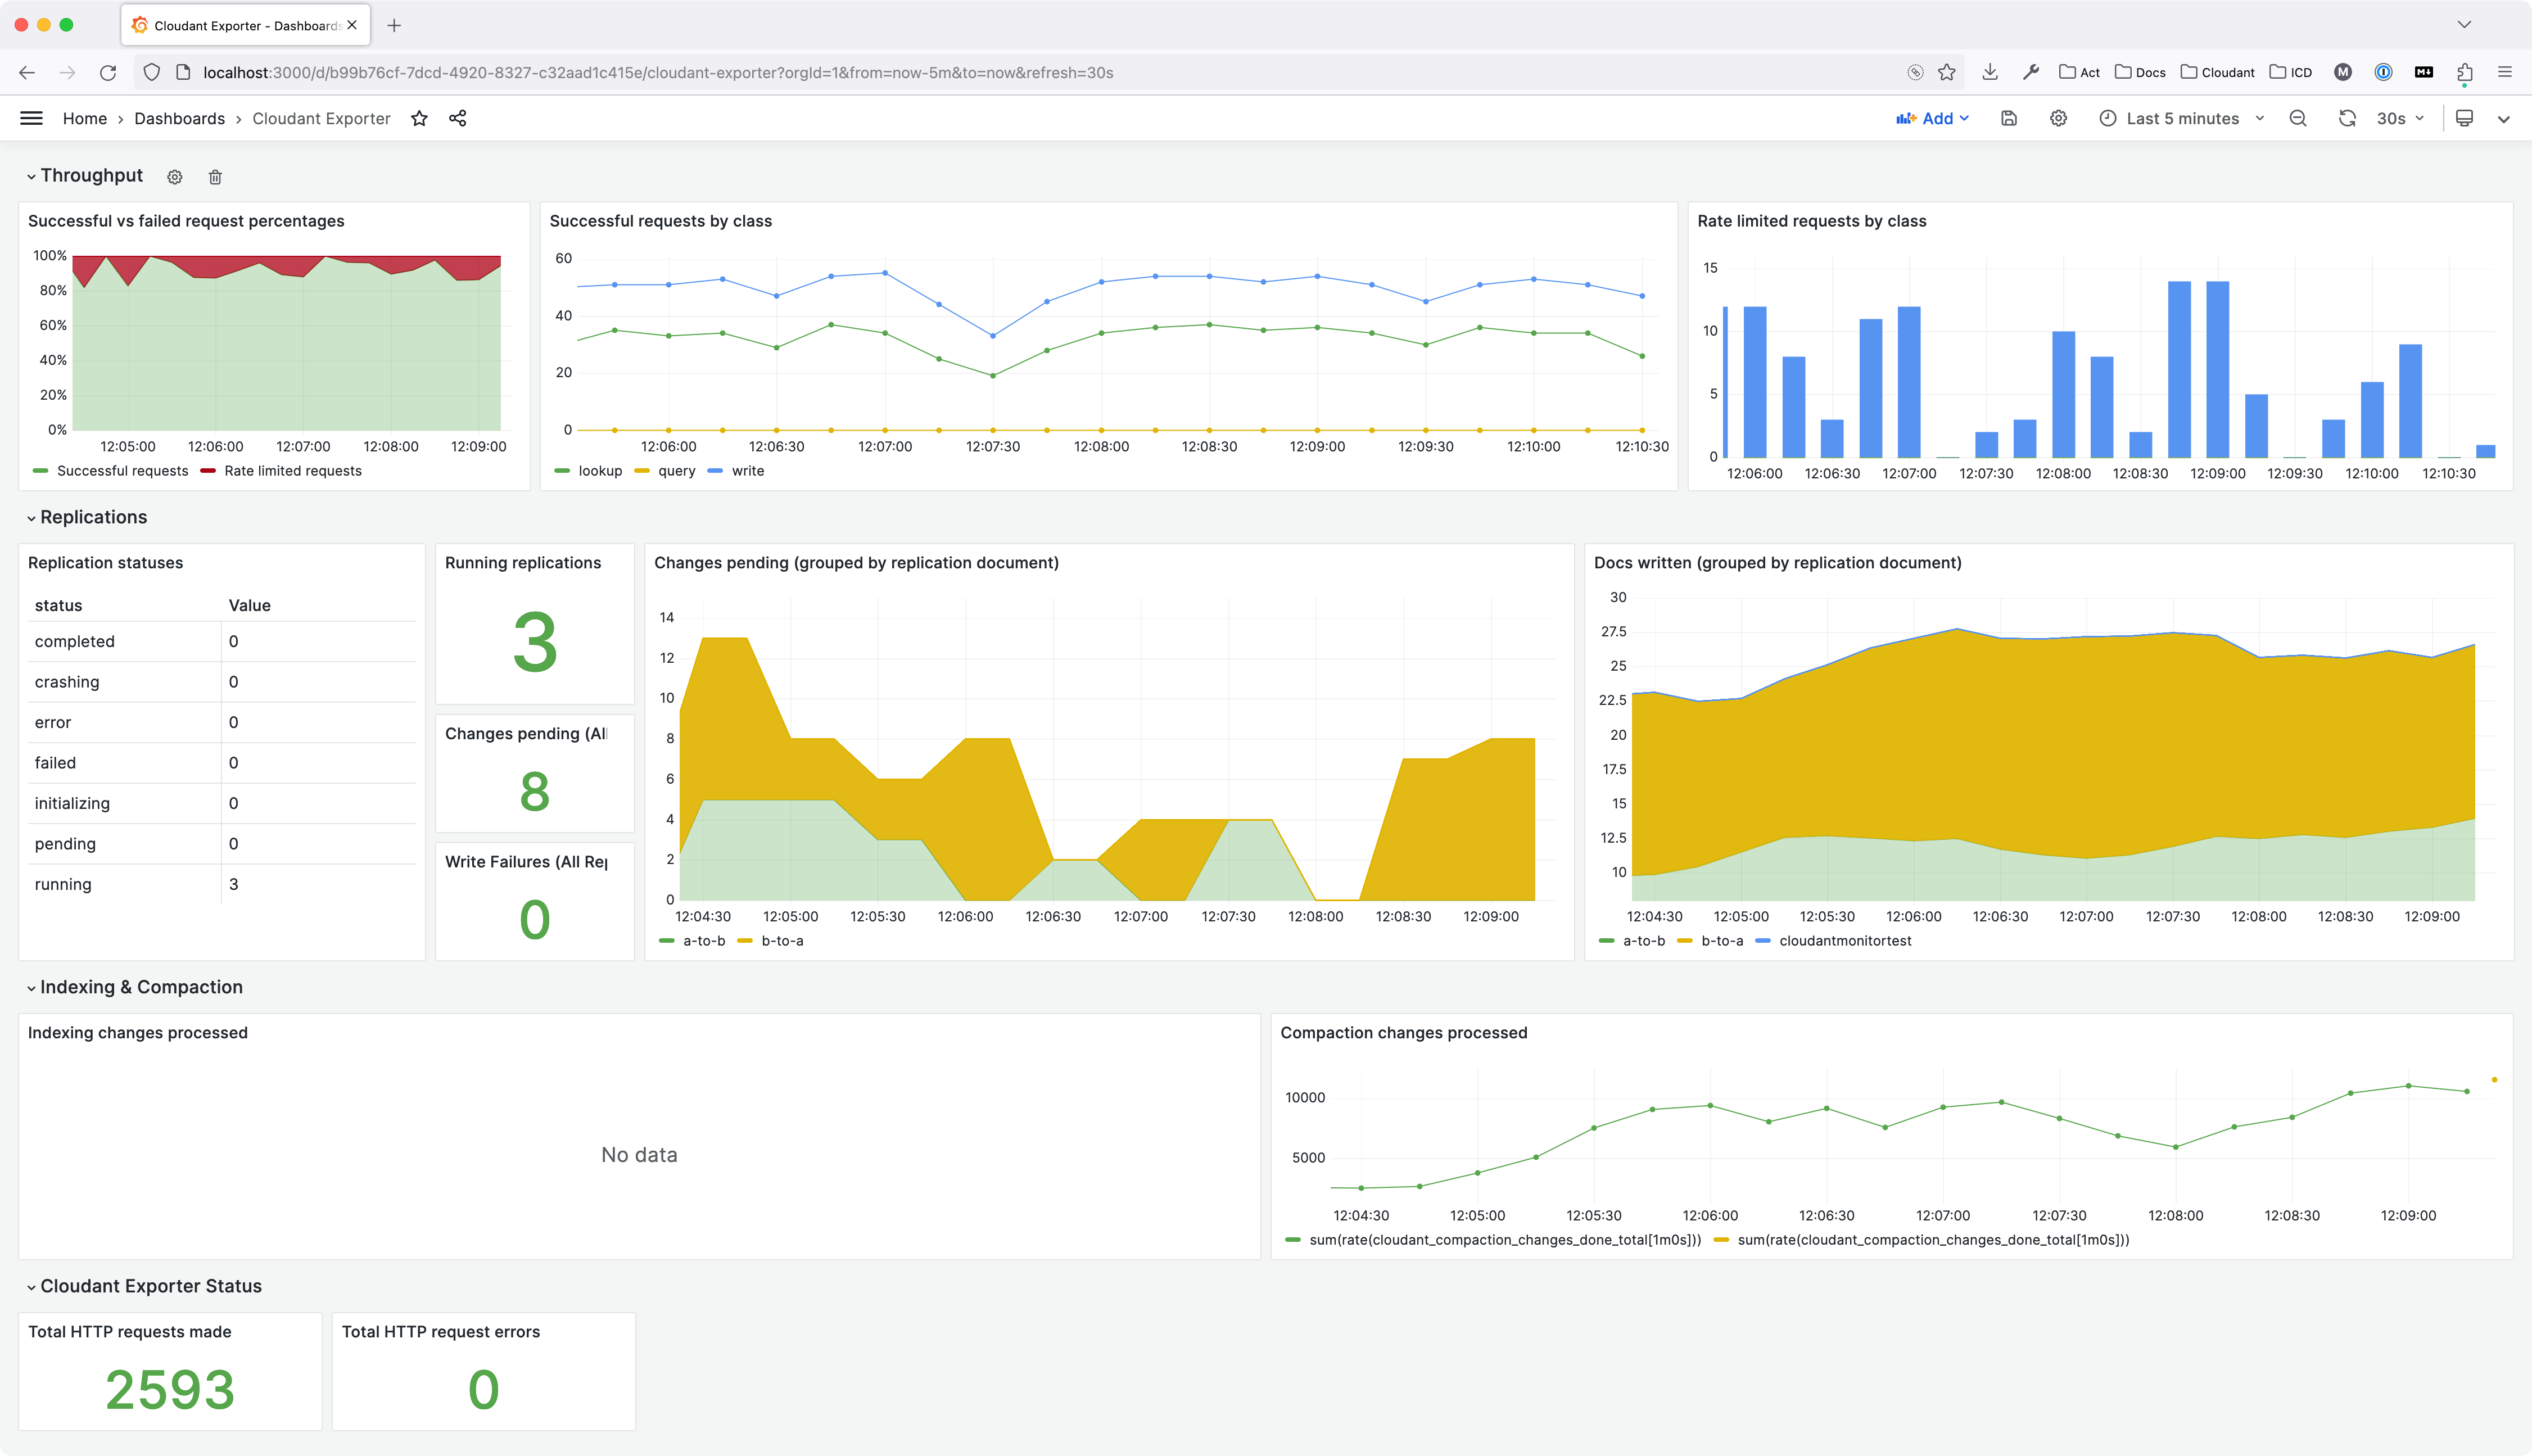 Cloudant Exporter - Dashboards
localhost:3000/d/b99b76cf-7dcd-4920-8327-c32aad1c415e/cloudant-exporter?orgId=1&from=now-5m&to=now&refresh=30s
Act
Docs
Cloudant
ICD
M
M
Home › Dashboards › Cloudant Exporter
Add
Last 5 minutes
30s
Throughput
Successful vs failed request percentages
100%
80%
60%
40%
20%
0%
12:05:00 12:06:00 12:07:00 12:08:00 12:09:00
Successful requests Rate limited requests
Successful requests by class
60
40
20
0
12:06:00 12:06:30 12:07:00 12:07:30 12:08:00 12:08:30 12:09:00 12:09:30 12:10:00 12:10:30
lookup query write
Rate limited requests by class
15
10
5
0
12:06:00 12:06:30 12:07:00 12:07:30 12:08:00 12:08:30 12:09:00 12:09:30 12:10:00 12:10:30
Replications
Replication statuses
status Value
completed 0
crashing 0
error 0
failed 0
initializing 0
pending 0
running 3
Running replications
3
Changes pending (All
8
Write Failures (All Rep
0
Changes pending (grouped by replication document)
14
12
10
8
6
4
2
0
12:04:30 12:05:00 12:05:30 12:06:00 12:06:30 12:07:00 12:07:30 12:08:00 12:08:30 12:09:00
a-to-b b-to-a
Docs written (grouped by replication document)
30
27.5
25
22.5
20
17.5
15
12.5
10
12:04:30 12:05:00 12:05:30 12:06:00 12:06:30 12:07:00 12:07:30 12:08:00 12:08:30 12:09:00
a-to-b b-to-a cloudantmonitortest
Indexing & Compaction
Indexing changes processed
No data
Compaction changes processed
10000
5000
12:04:30 12:05:00 12:05:30 12:06:00 12:06:30 12:07:00 12:07:30 12:08:00 12:08:30 12:09:00
sum(rate(cloudant_compaction_changes_done_total[1m0s])) sum(rate(cloudant_compaction_changes_done_total[1m0s]))
Cloudant Exporter Status
Total HTTP requests made
2593
Total HTTP request errors
0